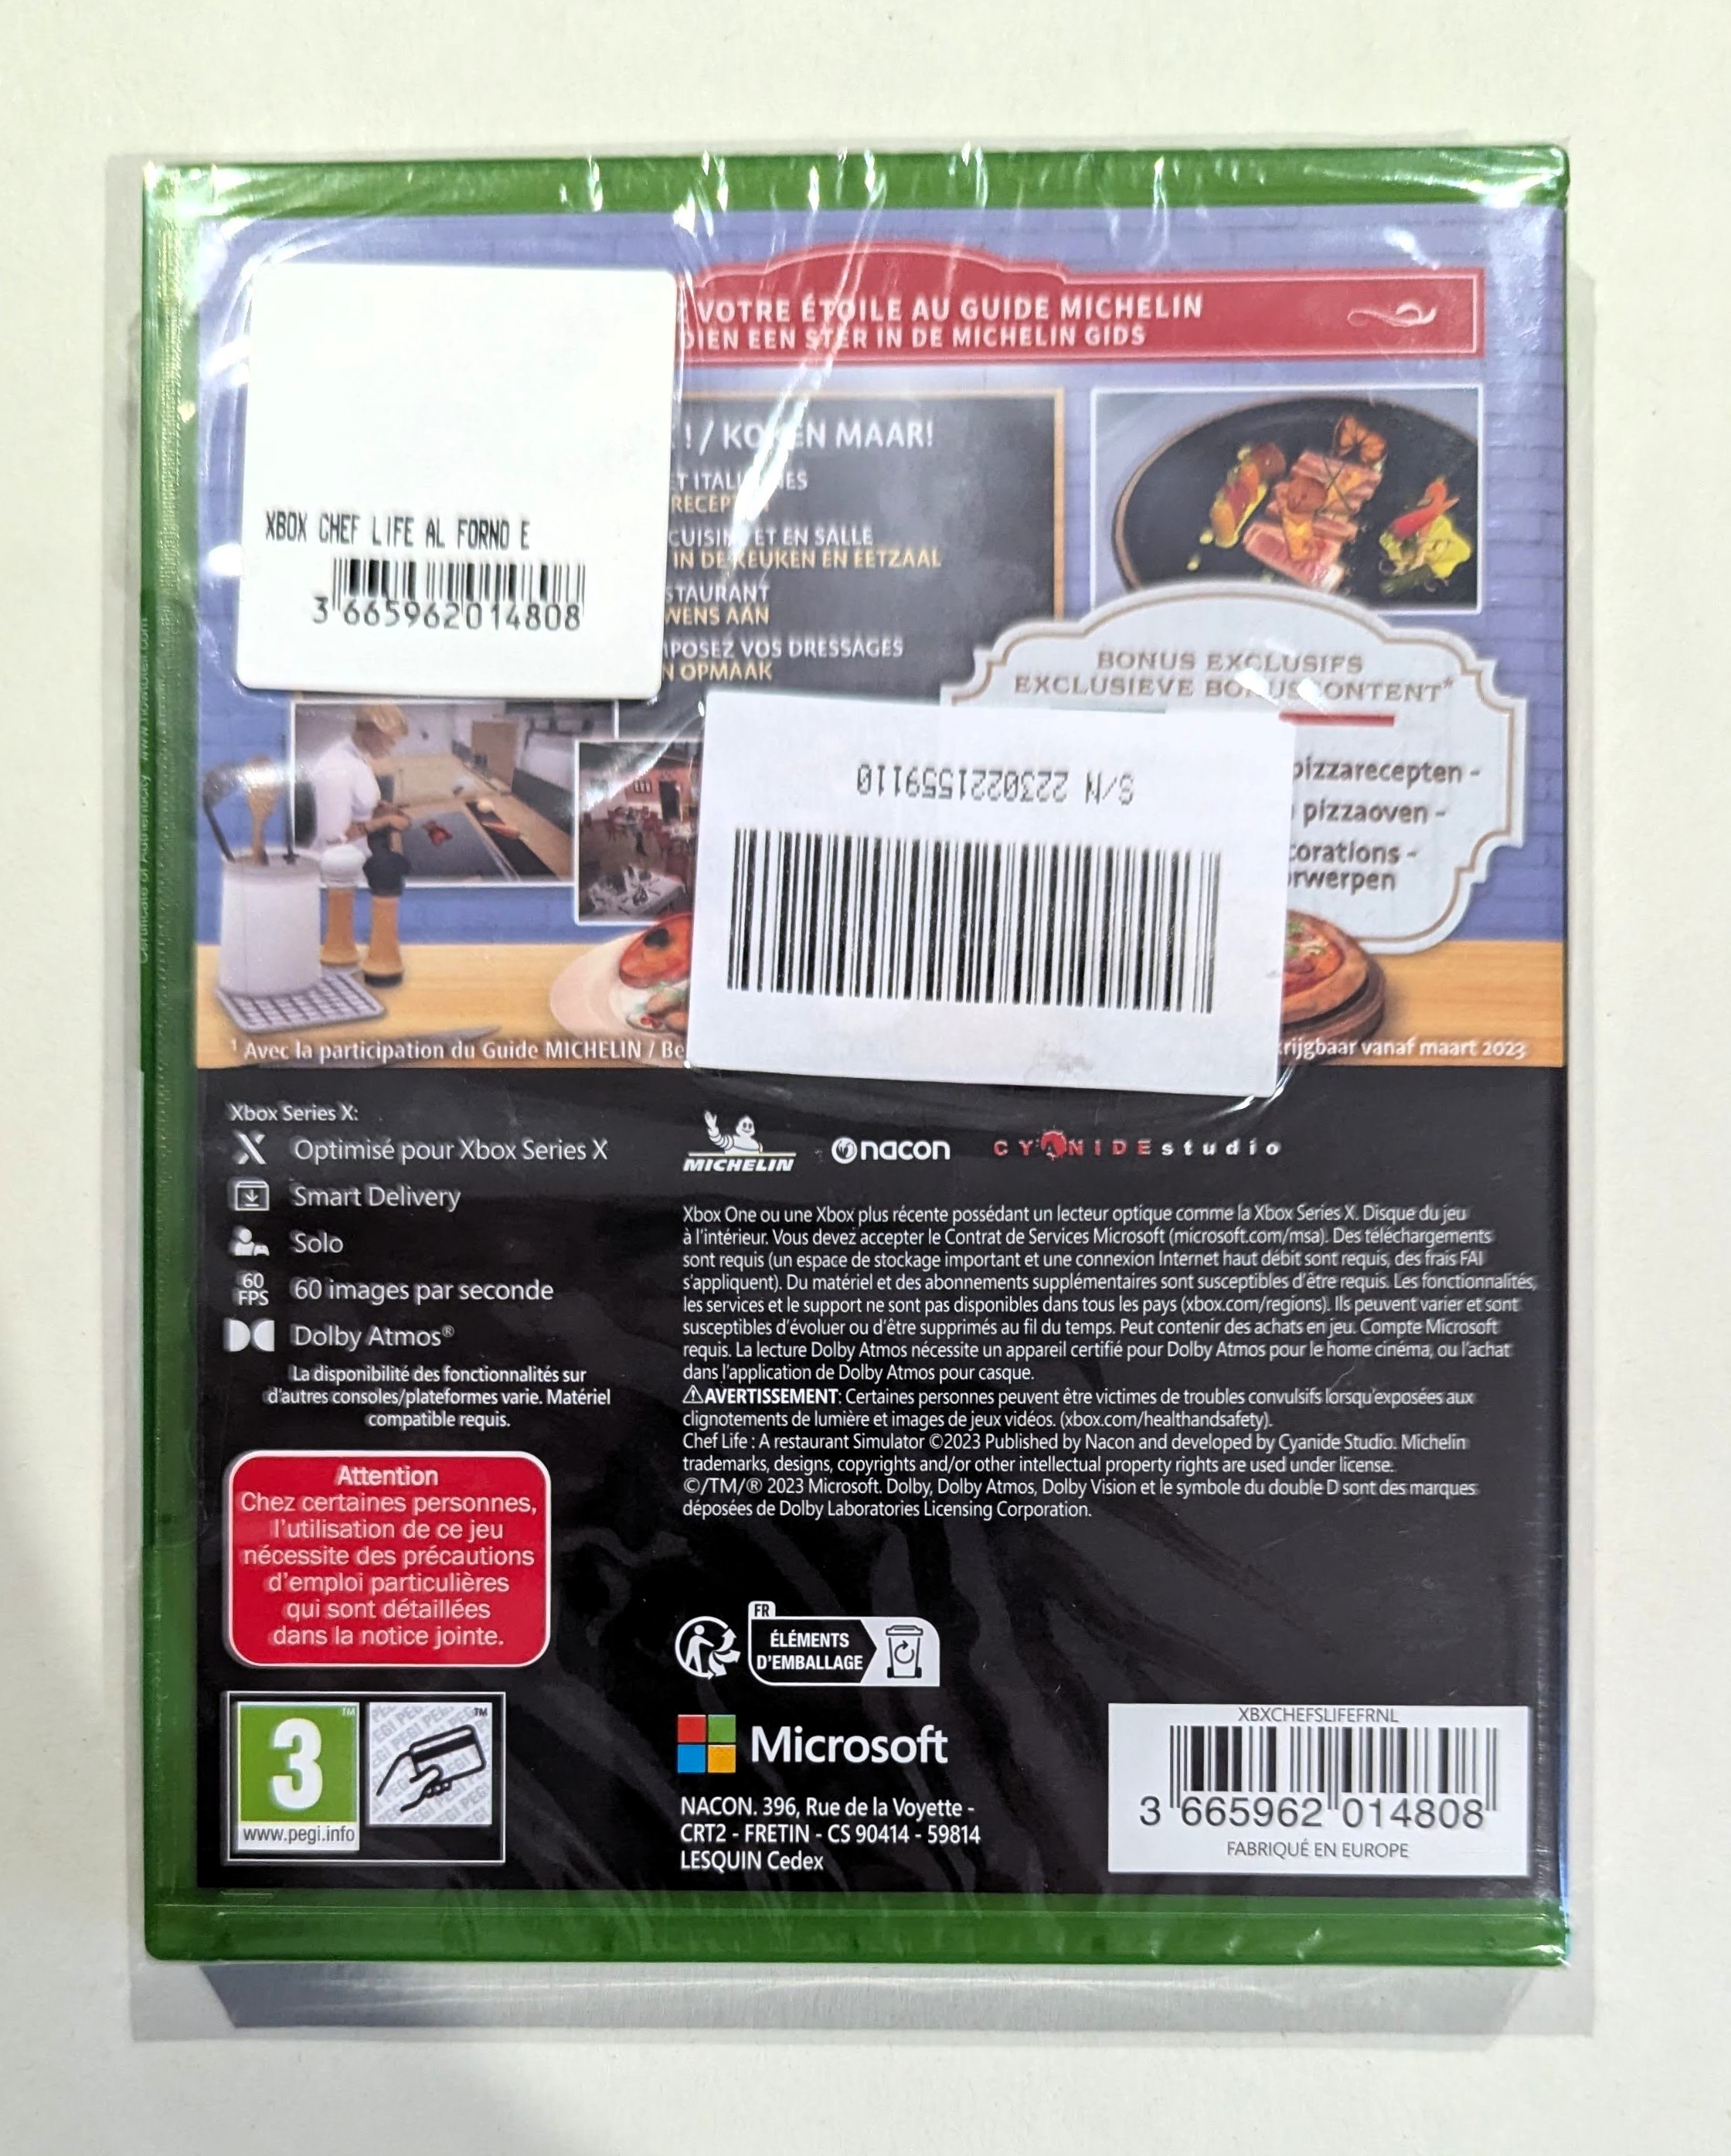 VOTRE ÉTOILE AU GUIDE MICHELIN
EEN STER IN DE MICHELIN GIDS
! / KOKEN MAAR!
ET ITALIENNES
CUISINE ET EN SALLE
IN DE KEUKEN EN EETZAAL
AAN
VOS DRESSAGES
OPMAAK
XBOX CHEF LIFE AL FORNO E
3 665962014808
BONUS EXCLUSIFS
EXCLUSIEVE BONUSCONTENT*
pizzarecepten -
pizzaoven -
S/N 2230221559110
Certificate of Authenticity www.howtotell.com
¹ Avec la participation du Guide MICHELIN / Be
vanaf maart 2023
Xbox Series X:
Optimisé pour Xbox Series X
Smart Delivery
Solo
60 FPS
60 images par seconde
Dolby Atmos®
La disponibilité des fonctionnalités sur
d'autres consoles/plateformes varie. Matériel
compatible requis.
Attention
Chez certaines personnes,
l'utilisation de ce jeu
nécessite des précautions
d'emploi particulières
qui sont détaillées
dans la notice jointe.
3
TM
www.pegi.info
TM
MICHELIN
nacon
CYANIDE studio
Xbox One ou une Xbox plus récente possédant un lecteur optique comme la Xbox Series X. Disque du jeu
à l'intérieur. Vous devez accepter le Contrat de Services Microsoft (microsoft.com/msa). Des téléchargements
sont requis (un espace de stockage important et une connexion Internet haut débit sont requis, des frais FAI
s'appliquent). Du matériel et des abonnements supplémentaires sont susceptibles d'être requis. Les fonctionnalités,
les services et le support ne sont pas disponibles dans tous les pays (xbox.com/regions). Ils peuvent varier et sont
susceptibles d'évoluer ou d'être supprimés au fil du temps. Peut contenir des achats en jeu. Compte Microsoft
requis. La lecture Dolby Atmos nécessite un appareil certifié pour Dolby Atmos pour le home cinéma, ou l'achat
dans l'application de Dolby Atmos pour casque.
⚠AVERTISSEMENT: Certaines personnes peuvent être victimes de troubles convulsifs lorsqu'exposées aux
clignotements de lumière et images de jeux vidéos. (xbox.com/healthandsafety).
Chef Life : A restaurant Simulator ©2023 Published by Nacon and developed by Cyanide Studio. Michelin
trademarks, designs, copyrights and/or other intellectual property rights are used under license.
©/TM/® 2023 Microsoft. Dolby, Dolby Atmos, Dolby Vision et le symbole du double D sont des marques
déposées de Dolby Laboratories Licensing Corporation.
FR
ÉLÉMENTS
D'EMBALLAGE
Microsoft
NACON. 396, Rue de la Voyette -
CRT2 - FRETIN - CS 90414 - 59814
LESQUIN Cedex
XBXCHEFSLIFEFRNL
3 665962 014808
FABRIQUÉ EN EUROPE